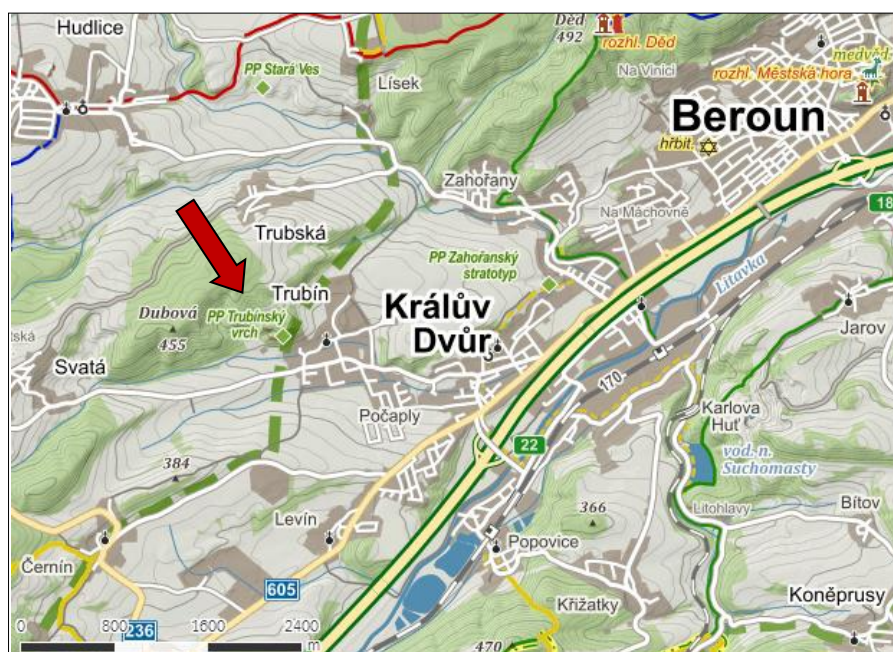 Hudlice
Děd
492
rozhl. Děd
PP Stará Ves
Lísek
Na Vinici
medvěd.
rozhl. Městská hora
Beroun
hřbit.
Zahořany
Na Máchovně
18
Trubská
PP Zahořanský
stratotyp
Litavka
Trubín
Dubová
455
PP Trubínský
vrch
Králův
Dvůr
Jarov
tská
Svatá
170
Počaply
Karlova
Huť
22
vod. n.
Suchomasty
384
Litohlavy
Bítov
Levín
366
Černín
Popovice
605
Koněprusy
Křižatky
0 800 1600 2400
m
236
470